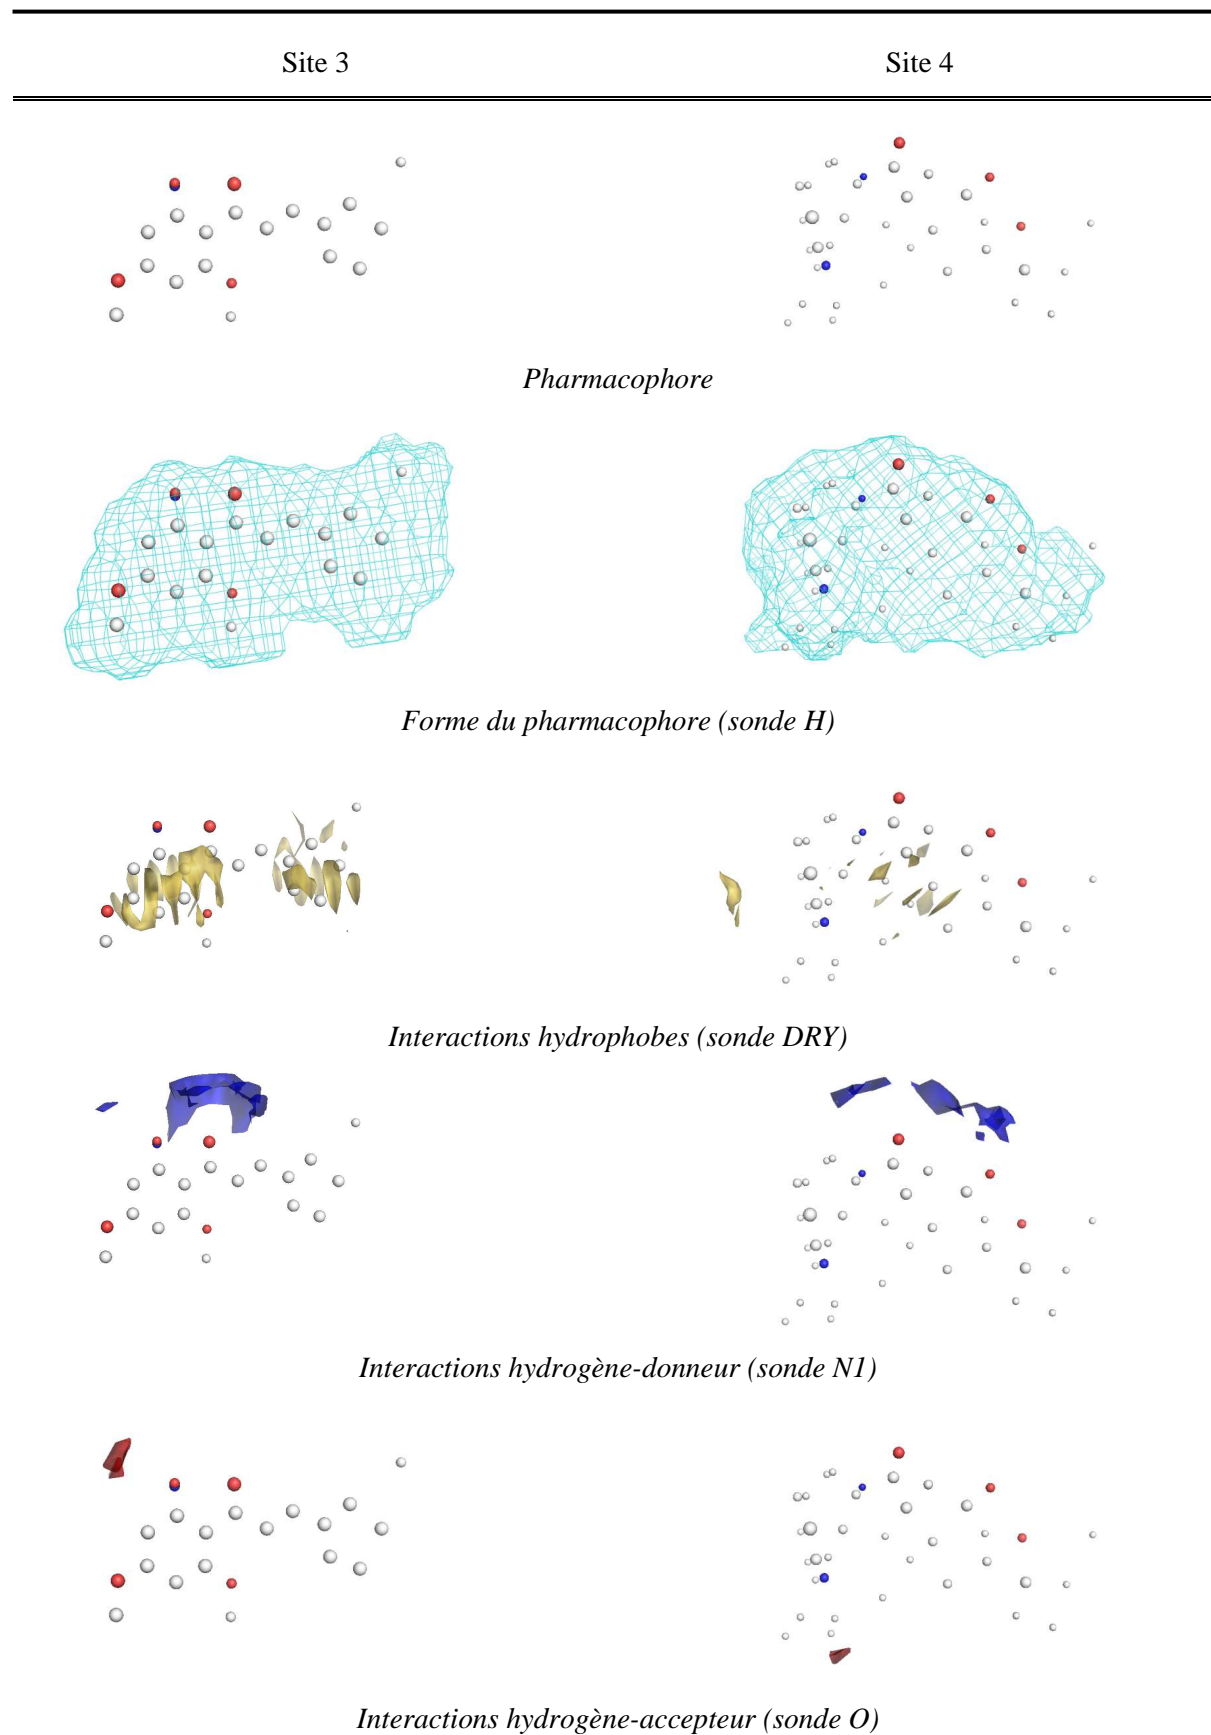 Site 3
Site 4
Pharmacophore
Forme du pharmacophore (sonde H)
Interactions hydrophobes (sonde DRY)
Interactions hydrogène-donneur (sonde N1)
Interactions hydrogène-accepteur (sonde O)